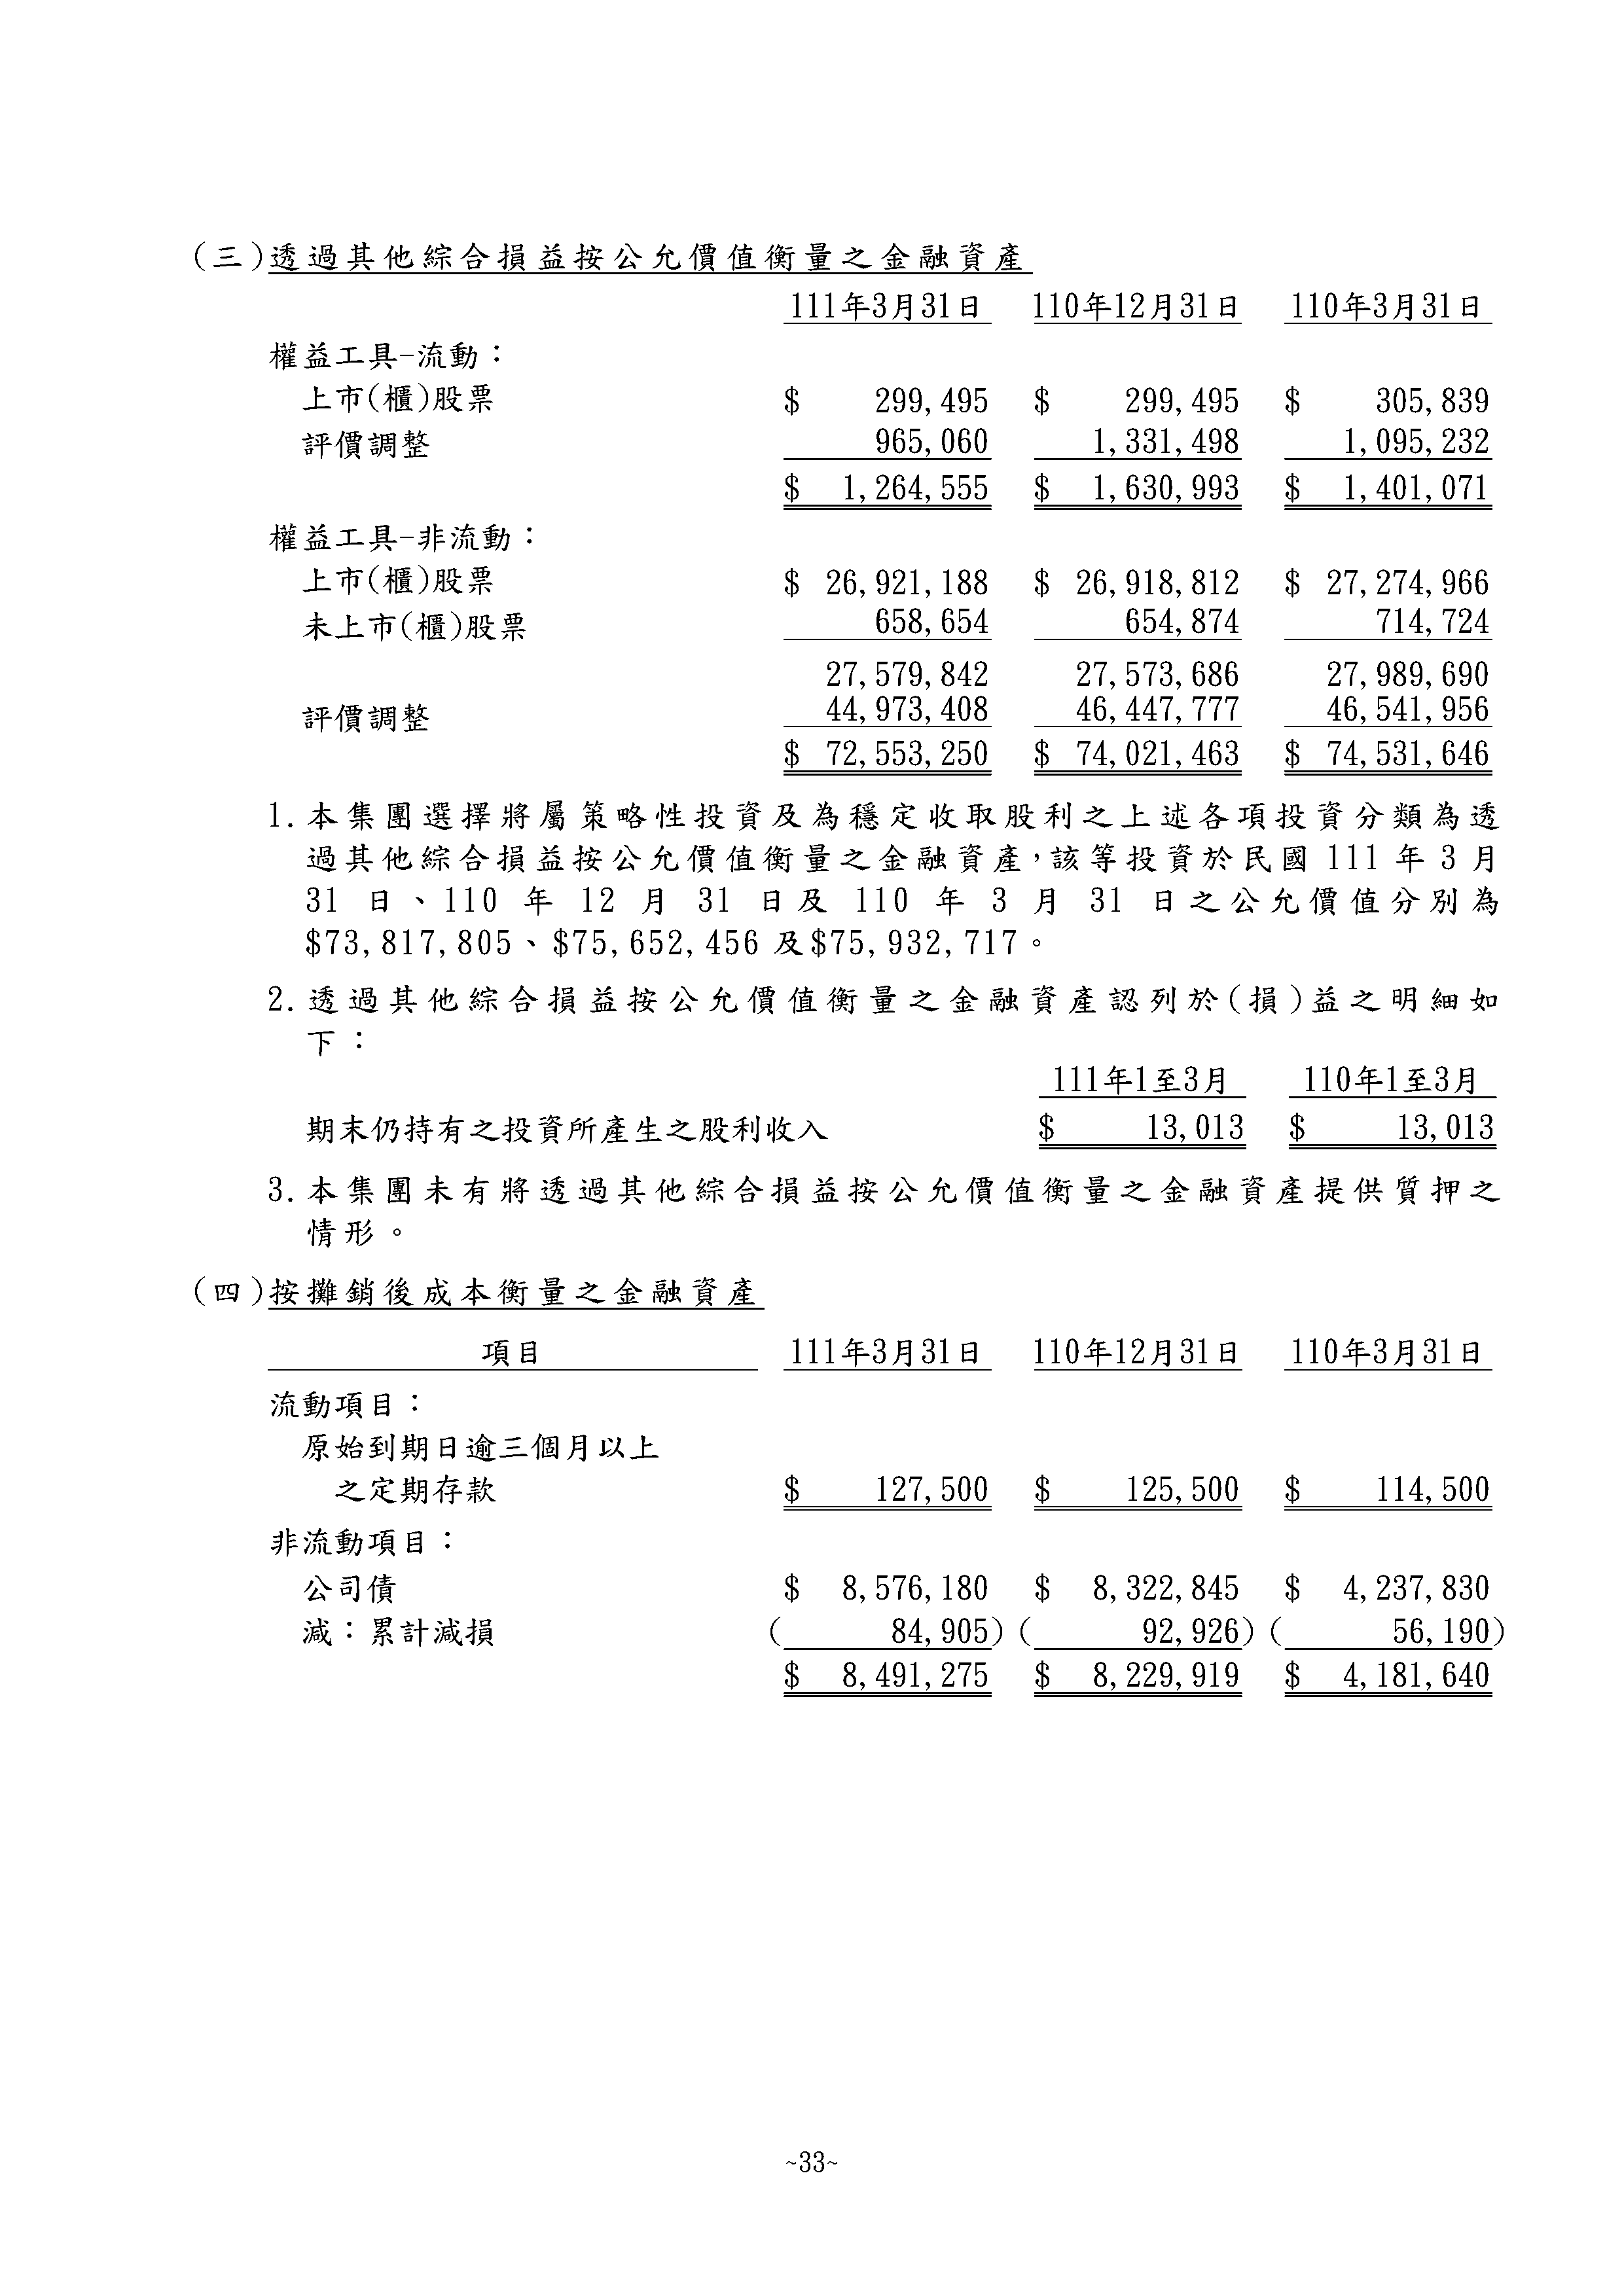 (三)透過其他綜合損益按公允價值衡量之金融資產
111年3月31日 110年12月31日 110年3月31日
權益工具-流動：
上市(櫃)股票 $ 299,495 $ 299,495 $ 305,839
評價調整 965,060 1,331,498 1,095,232
$ 1,264,555 $ 1,630,993 $ 1,401,071
權益工具-非流動：
上市(櫃)股票 $ 26,921,188 $ 26,918,812 $ 27,274,966
未上市(櫃)股票 658,654 654,874 714,724
27,579,842 27,573,686 27,989,690
評價調整 44,973,408 46,447,777 46,541,956
$ 72,553,250 $ 74,021,463 $ 74,531,646
1.本集團選擇將屬策略性投資及為穩定收取股利之上述各項投資分類為透
過其他綜合損益按公允價值衡量之金融資產，該等投資於民國 111 年 3 月
31 日、110 年 12 月 31 日及 110 年 3 月 31 日之公允價值分別為
$73,817,805、$75,652,456 及$75,932,717。
2.透過其他綜合損益按公允價值衡量之金融資產認列於(損)益之明細如
下：
111年1至3月 110年1至3月
期末仍持有之投資所產生之股利收入 $ 13,013 $ 13,013
3.本集團未有將透過其他綜合損益按公允價值衡量之金融資產提供質押之
情形。
(四)按攤銷後成本衡量之金融資產
項目 111年3月31日 110年12月31日 110年3月31日
流動項目：
原始到期日逾三個月以上
之定期存款 $ 127,500 $ 125,500 $ 114,500
非流動項目：
公司債 $ 8,576,180 $ 8,322,845 $ 4,237,830
減：累計減損 ( 84,905) ( 92,926) ( 56,190)
$ 8,491,275 $ 8,229,919 $ 4,181,640
~33~